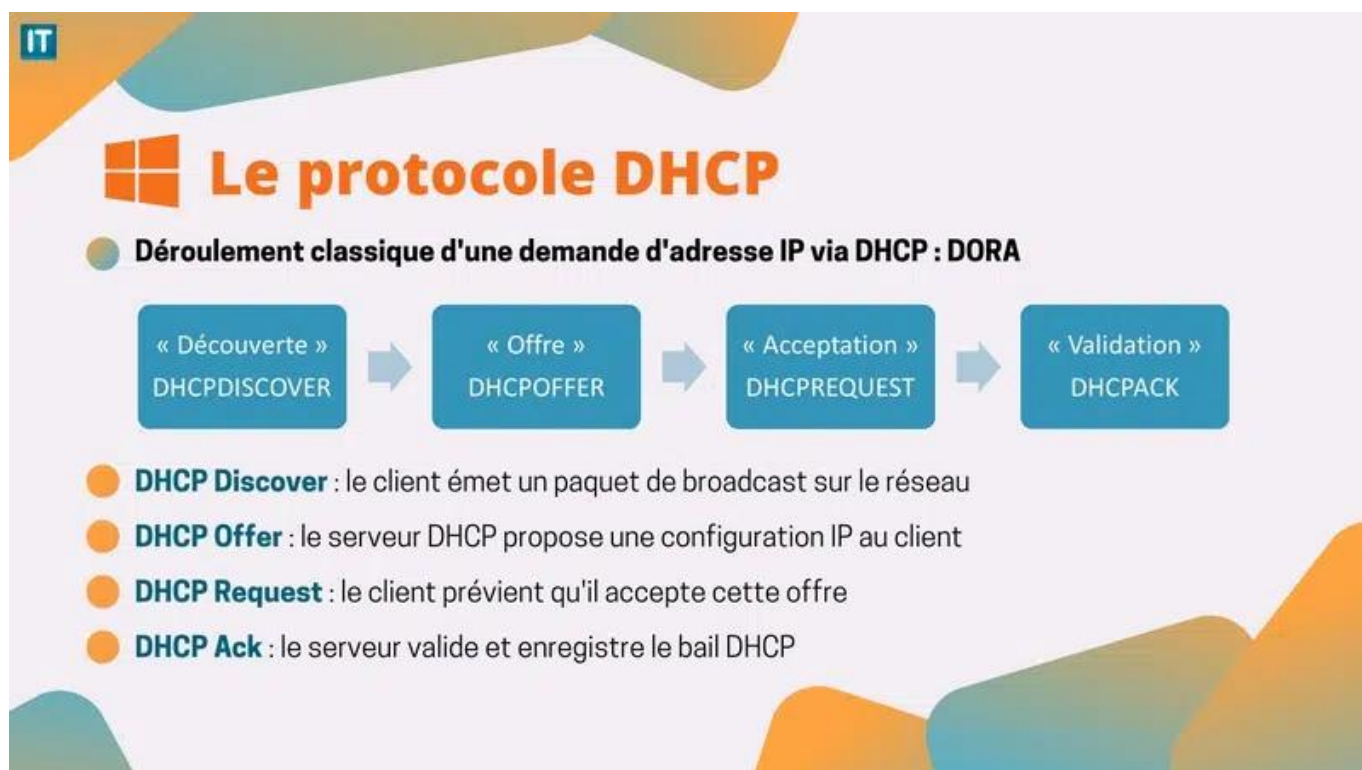 IT
Le protocole DHCP
Déroulement classique d'une demande d'adresse IP via DHCP : DORA
« Découverte »
DHCPDISCOVER
« Offre »
DHCPOFFER
« Acceptation »
DHCPREQUEST
« Validation »
DHCPACK
DHCP Discover : le client émet un paquet de broadcast sur le réseau
DHCP Offer : le serveur DHCP propose une configuration IP au client
DHCP Request : le client prévient qu'il accepte cette offre
DHCP Ack : le serveur valide et enregistre le bail DHCP